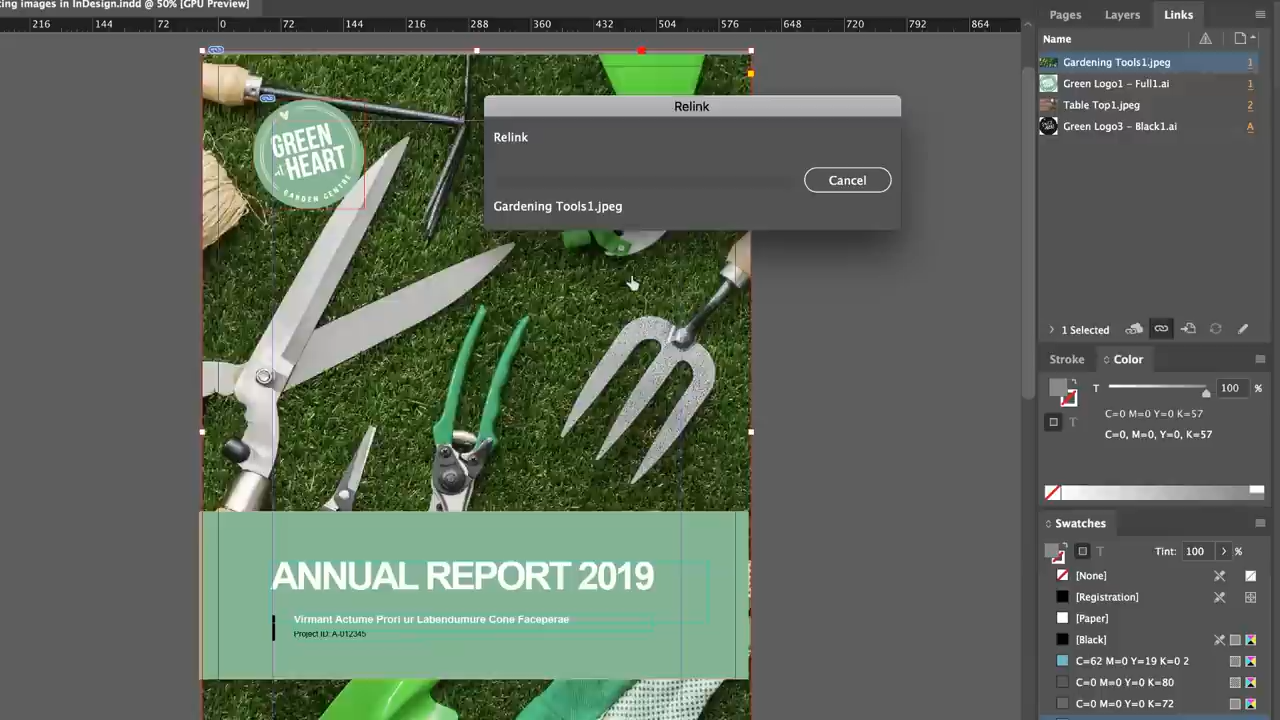 ting images in InDesign.indd @ 50% [GPU Preview]
216 144 72 0 72 144 216 288 360 432 504 576 648 720 792 864
GREEN
AT HEART
GARDEN CENTRE
Relink
Relink
Cancel
Gardening Tools1.jpeg
ANNUAL REPORT 2019
Virmant Actume Prori ur Labendumure Cone Faceperae
Project ID: A-012345
Pages Layers Links
Name
Gardening Tools1.jpeg 1
Green Logo1 – Full1.ai 1
Table Top1.jpeg 2
Green Logo3 – Black1.ai A
1 Selected
Stroke Color
T 100 %
C=0 M=0 Y=0 K=57
T
C=0, M=0, Y=0, K=57
Swatches
T Tint: 100 %
[None]
[Registration]
[Paper]
[Black]
C=62 M=0 Y=19 K=0 2
C=0 M=0 Y=0 K=80
C=0 M=0 Y=0 K=72